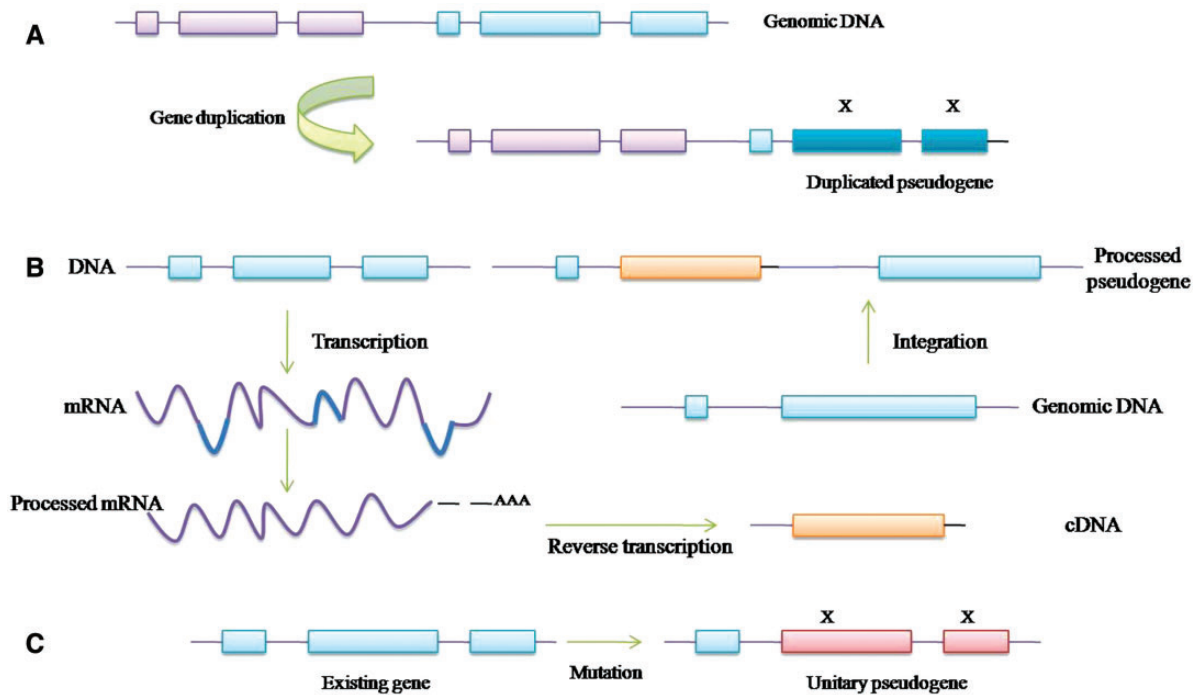 A
Genomic DNA
Gene duplication
X X
Duplicated pseudogene
B
DNA
Processed
pseudogene
Transcription
Integration
mRNA
Genomic DNA
Processed mRNA
AAA
Reverse transcription
cDNA
C
X X
Mutation
Existing gene
Unitary pseudogene